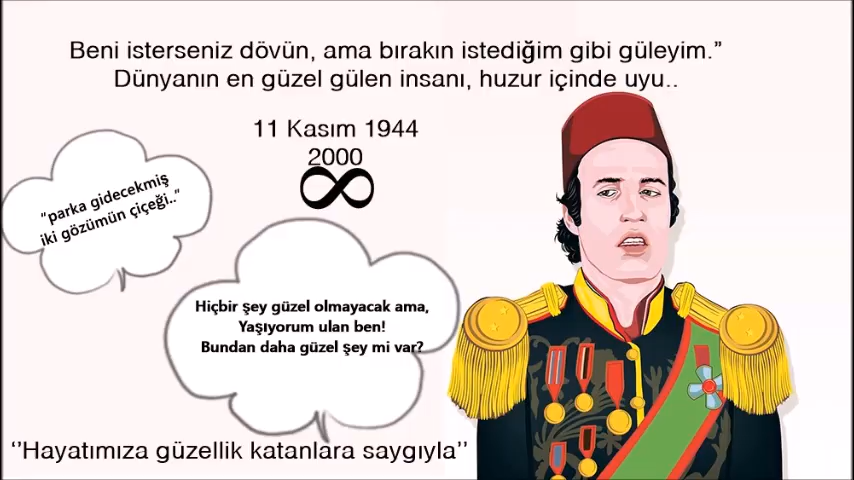 Beni isterseniz dövün, ama bırakın istediğim gibi güleyim.”
Dünyanın en güzel gülen insanı, huzur içinde uyu..
11 Kasım 1944
2000
∞
“parka gidecekmiş
iki gözümün çiçeği..”
Hiçbir şey güzel olmayacak ama,
Yaşıyorum ulan ben!
Bundan daha güzel şey mi var?
‘’Hayatımıza güzellik katanlara saygıyla’’